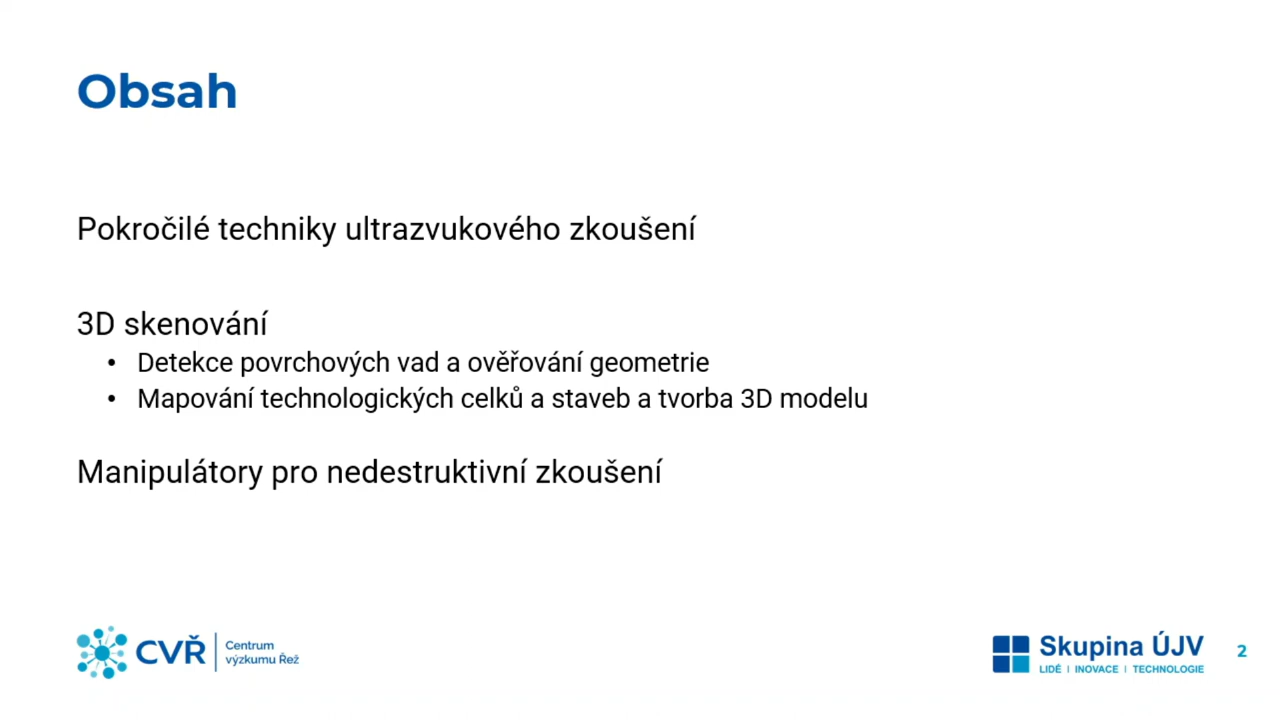 Obsah
Pokročilé techniky ultrazvukového zkoušení
3D skenování
• Detekce povrchových vad a ověřování geometrie
• Mapování technologických celků a staveb a tvorba 3D modelu
Manipulátory pro nedestruktivní zkoušení
CVŘ
Centrum
výzkumu Řež
Skupina ÚJV
LIDÉ | INOVACE | TECHNOLOGIE
2